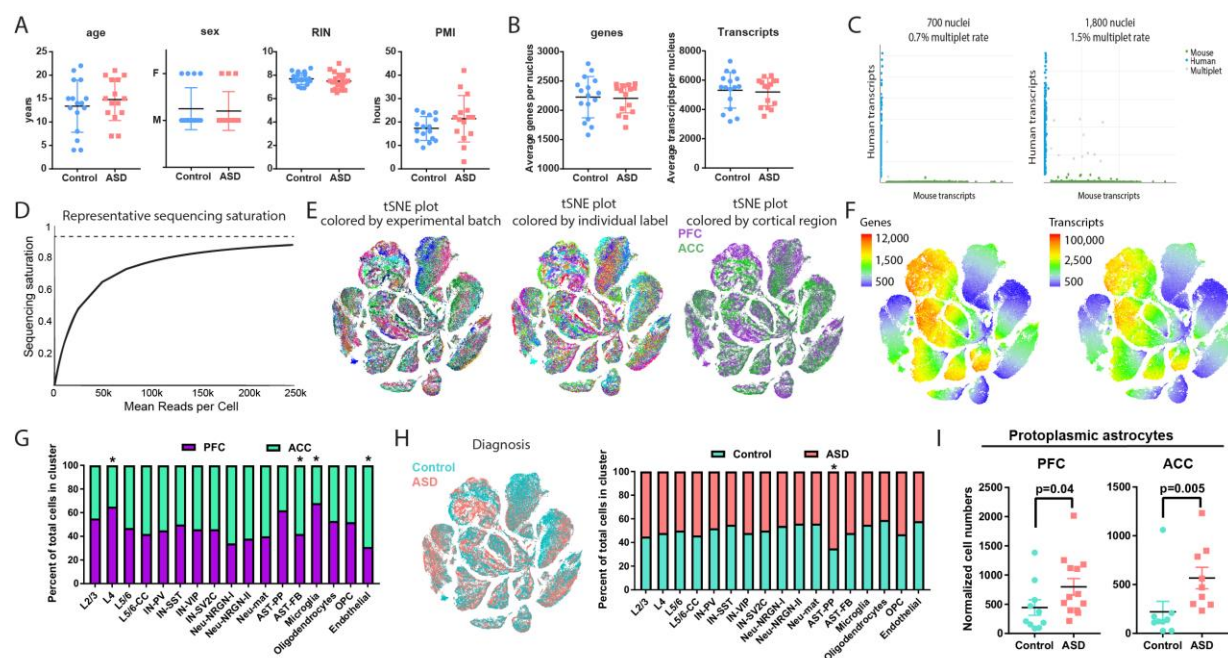 A
age
years
25
20
15
10
5
0
Control
ASD
sex
F
M
Control
ASD
RIN
10
8
6
4
2
0
Control
ASD
PMI
hours
50
40
30
20
10
0
Control
ASD
B
genes
Average genes per nucleus
3000
2500
2000
1500
1000
Control
ASD
Transcripts
Average transcripts per nucleus
8000
6000
4000
2000
0
Control
ASD
C
700 nuclei
0.7% multiplet rate
Human transcripts
Mouse transcripts
1,800 nuclei
1.5% multiplet rate
Human transcripts
Mouse transcripts
Mouse
Human
Multiplet
D
Representative sequencing saturation
Sequencing saturation
1
0.8
0.6
0.4
0.2
0
50k
100k
150k
200k
250k
Mean Reads per Cell
E
tSNE plot
colored by experimental batch
tSNE plot
colored by individual label
tSNE plot
colored by cortical region
PFC
ACC
F
Genes
12,000
2,500
500
Transcripts
100,000
1,500
500
G
PFC
ACC
Percent of total cells in cluster
100
80
60
40
20
0
* * * *
L2/3
L4
L5/6
L5/6-CC
IN-PV
IN-SST
IN-VIP
IN-SV2C
Neu-NRGN-I
Neu-NRGN-II
Neu-mat
AST-PP
AST-FB
Microglia
Oligodendrocytes
OPC
Endothelial
H
Diagnosis
Control
ASD
Control
ASD
Percent of total cells in cluster
100
80
60
40
20
0
*
L2/3
L4
L5/6
L5/6-CC
IN-PV
IN-SST
IN-VIP
IN-SV2C
Neu-NRGN-I
Neu-NRGN-II
Neu-mat
AST-PP
AST-FB
Microglia
Oligodendrocytes
OPC
Endothelial
I
Protoplasmic astrocytes
PFC
p=0.04
Normalized cell numbers
2500
2000
1500
1000
500
0
Control
ASD
ACC
p=0.005
1500
1000
500
0
Control
ASD